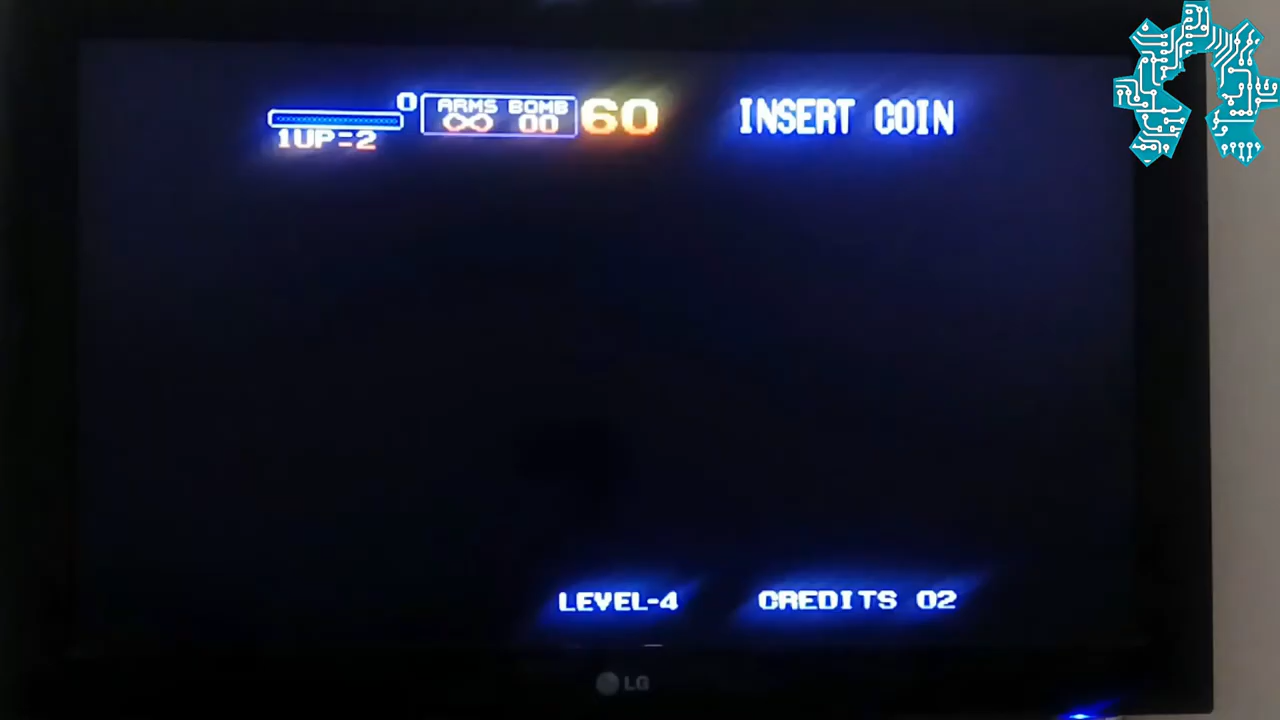 0 ARMS BOMB 60 INSERT COIN
∞ 00
1UP=2
LEVEL-4 CREDITS 02
LG